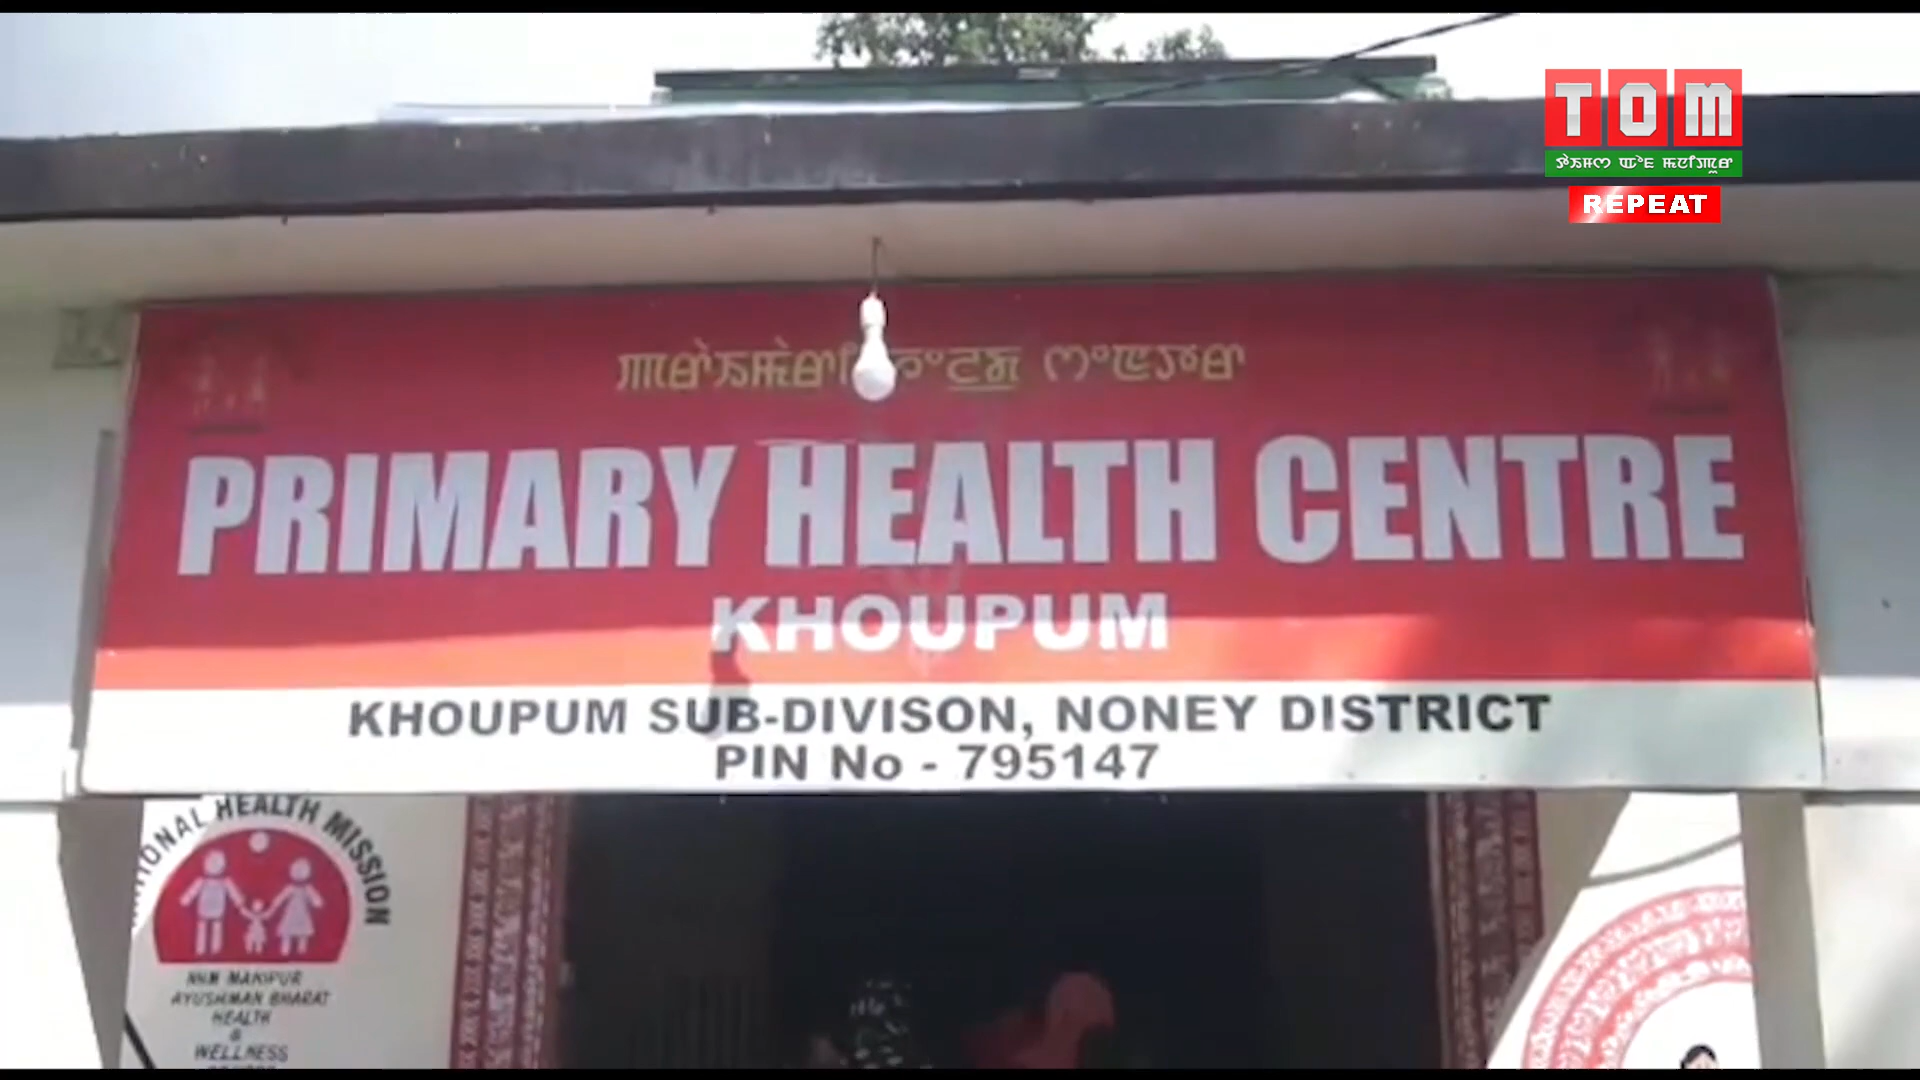 TOM
REPEAT
PRIMARY HEALTH CENTRE
KHOUPUM
KHOUPUM SUB-DIVISON, NONEY DISTRICT
PIN No - 795147
HEALTH MISSION
NHM MANIPUR
AYUSHMAN BHARAT
HEALTH
&
WELLNESS